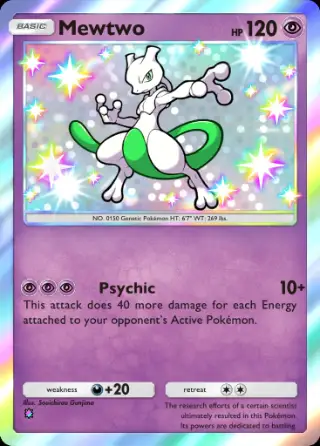 BASIC Mewtwo HP 120
NO. 0150 Genetic Pokémon HT: 6'7" WT: 269 lbs.
Psychic 10+
This attack does 40 more damage for each Energy
attached to your opponent's Active Pokémon.
weakness +20 retreat
Illus. Souichirou Gunjima
The research efforts of a certain scientist
ultimately resulted in this Pokémon.
Its powers are dedicated to battling.